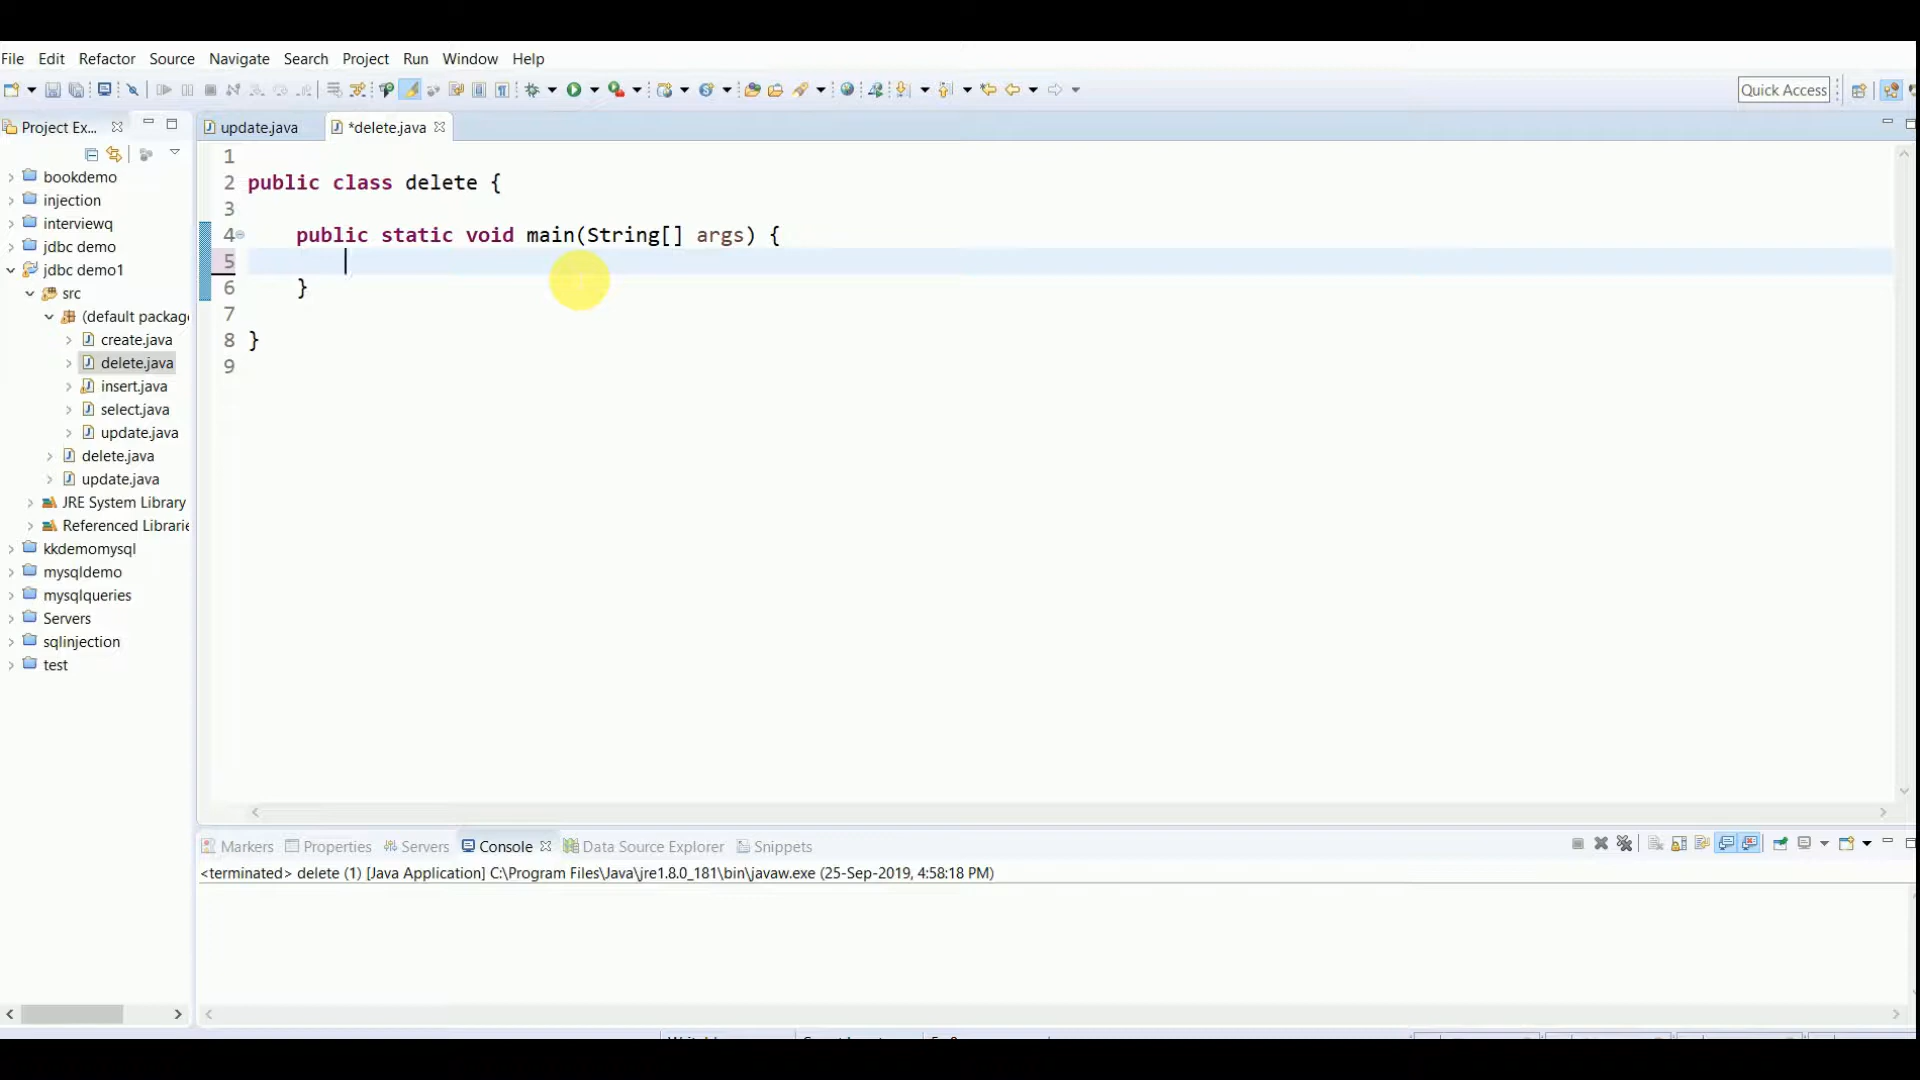 File Edit Refactor Source Navigate Search Project Run Window Help
Quick Access
Project Ex...
update.java
*delete.java
1
2 public class delete {
3
4 public static void main(String[] args) {
5
6 }
7
8 }
9
bookdemo
injection
interviewq
jdbc demo
jdbc demo1
src
(default package
create.java
delete.java
insert.java
select.java
update.java
delete.java
update.java
JRE System Library
Referenced Librarie
kkdemomysql
mysqldemo
mysqlqueries
Servers
sqlinjection
test
Markers Properties Servers Console Data Source Explorer Snippets
<terminated> delete (1) [Java Application] C:\Program Files\Java\jre1.8.0_181\bin\javaw.exe (25-Sep-2019, 4:58:18 PM)